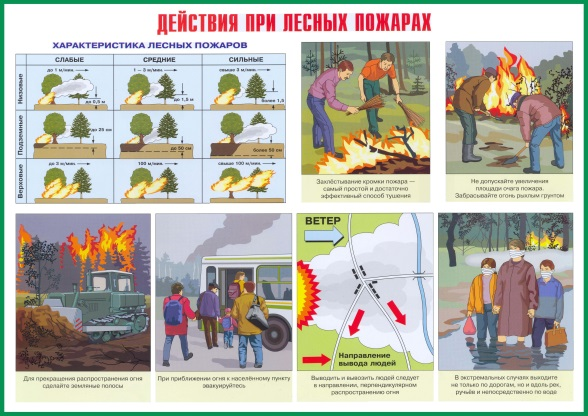 ДЕЙСТВИЯ ПРИ ЛЕСНЫХ ПОЖАРАХ
ХАРАКТЕРИСТИКА ЛЕСНЫХ ПОЖАРОВ
СЛАБЫЕ СРЕДНИЕ СИЛЬНЫЕ
Низовые
до 1 м/мин. 1 – 3 м/мин. свыше 3 м/мин.
до 0,5 м до 1,5 м более 1,5
Подземные
до 25 см до 50 см более 50 см
Верховые
до 3 м/мин. 100 м/мин. свыше 100 м/мин.
Захлёстывание кромки пожара —
самый простой и достаточно
эффективный способ тушения
Не допускайте увеличения
площади очага пожара.
Забрасывайте огонь рыхлым грунтом
Для прекращения распространения огня
сделайте земляные полосы
При приближении огня к населённому пункту
эвакуируйтесь
ВЕТЕР
Направление
вывода людей
Выводить и вывозить людей следует
в направлении, перпендикулярном
распространению огня
В экстремальных случаях выходите
не только по дорогам, но и вдоль рек,
ручьёв и непосредственно по воде